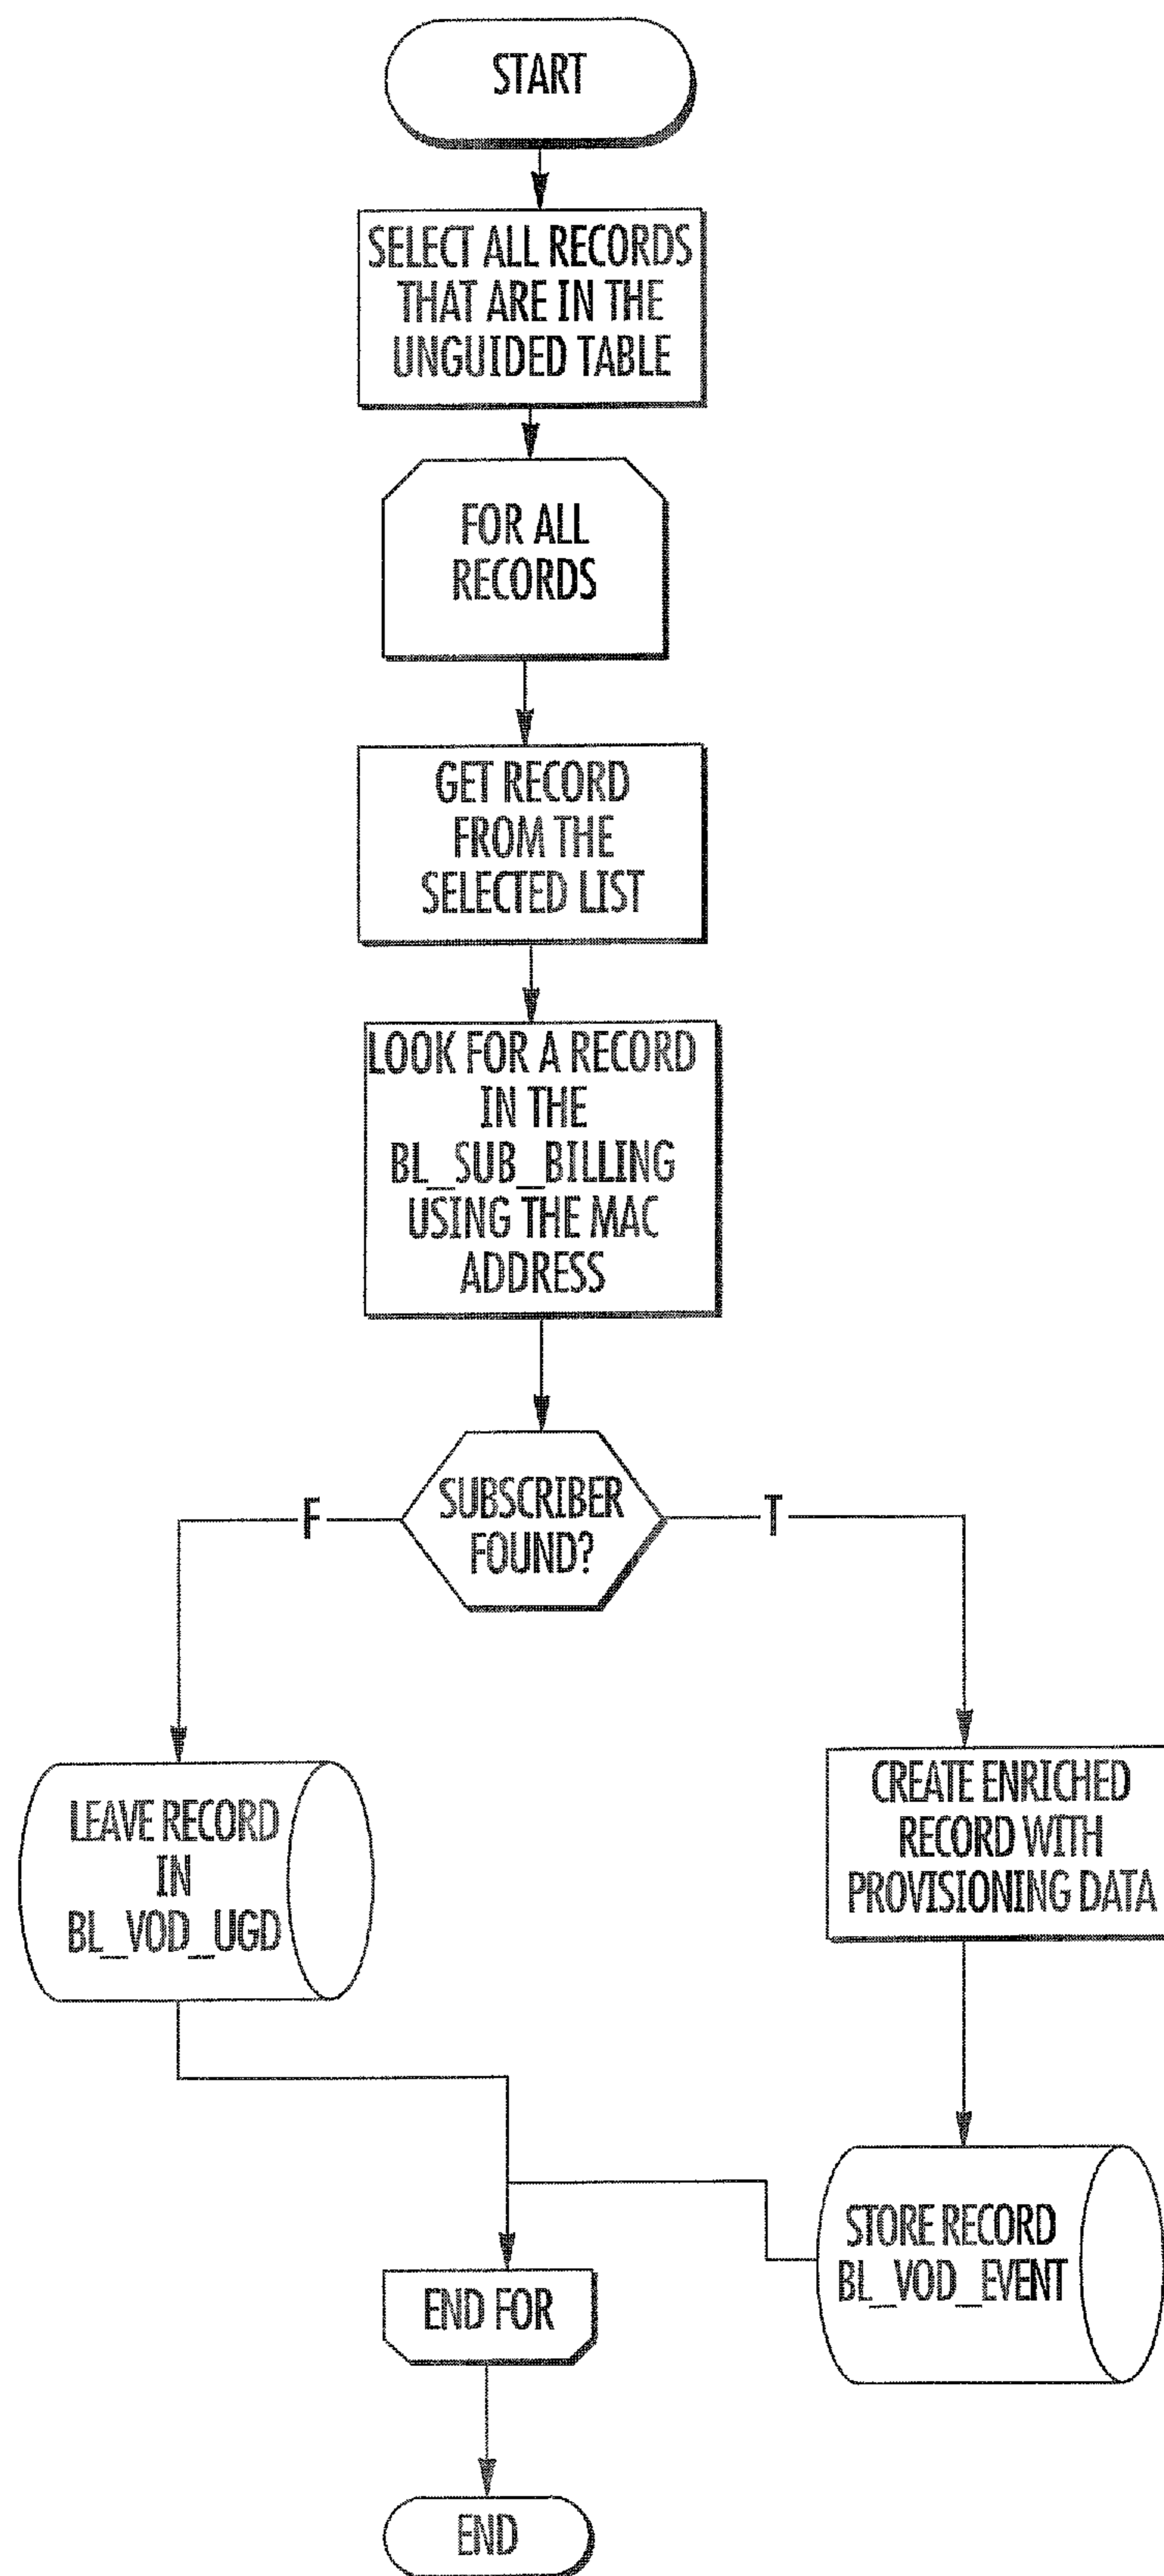 START
SELECT ALL RECORDS
THAT ARE IN THE
UNGUIDED TABLE
FOR ALL
RECORDS
GET RECORD
FROM THE
SELECTED LIST
LOOK FOR A RECORD
IN THE
BL_SUB_BILLING
USING THE MAC
ADDRESS
SUBSCRIBER
FOUND?
F
T
LEAVE RECORD
IN
BL_VOD_UGD
CREATE ENRICHED
RECORD WITH
PROVISIONING DATA
STORE RECORD
BL_VOD_EVENT
END FOR
END